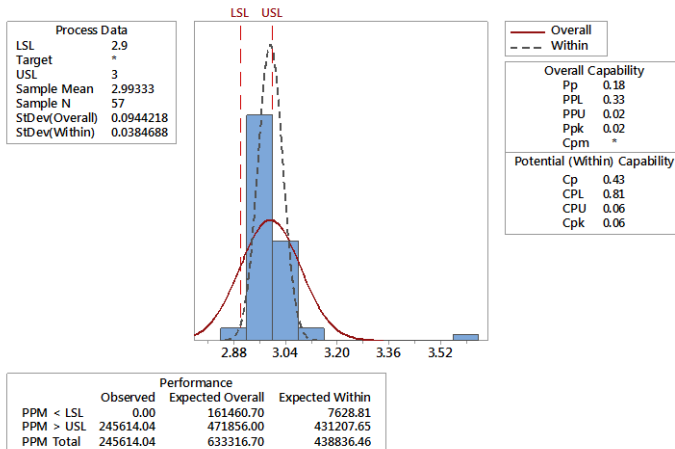 LSL USL
Process Data
LSL 2.9
Target *
USL 3
Sample Mean 2.99333
Sample N 57
StDev(Overall) 0.0944218
StDev(Within) 0.0384688
Overall
Within
Overall Capability
Pp 0.18
PPL 0.33
PPU 0.02
Ppk 0.02
Cpm *
Potential (Within) Capability
Cp 0.43
CPL 0.81
CPU 0.06
Cpk 0.06
2.88 3.04 3.20 3.36 3.52
Performance
Observed Expected Overall Expected Within
PPM < LSL 0.00 161460.70 7628.81
PPM > USL 245614.04 471856.00 431207.65
PPM Total 245614.04 633316.70 438836.46